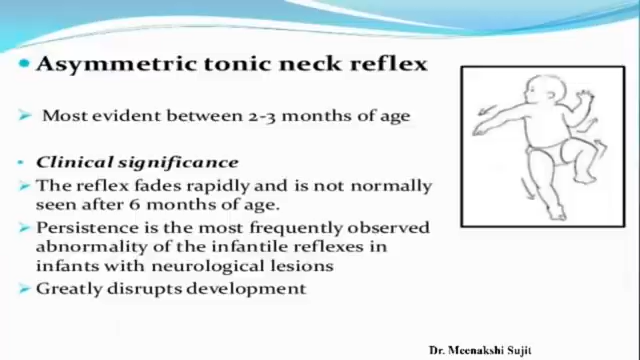 • Asymmetric tonic neck reflex
➢ Most evident between 2-3 months of age
• Clinical significance
➢ The reflex fades rapidly and is not normally
seen after 6 months of age.
➢ Persistence is the most frequently observed
abnormality of the infantile reflexes in
infants with neurological lesions
➢ Greatly disrupts development
Dr. Meenakshi Sujit